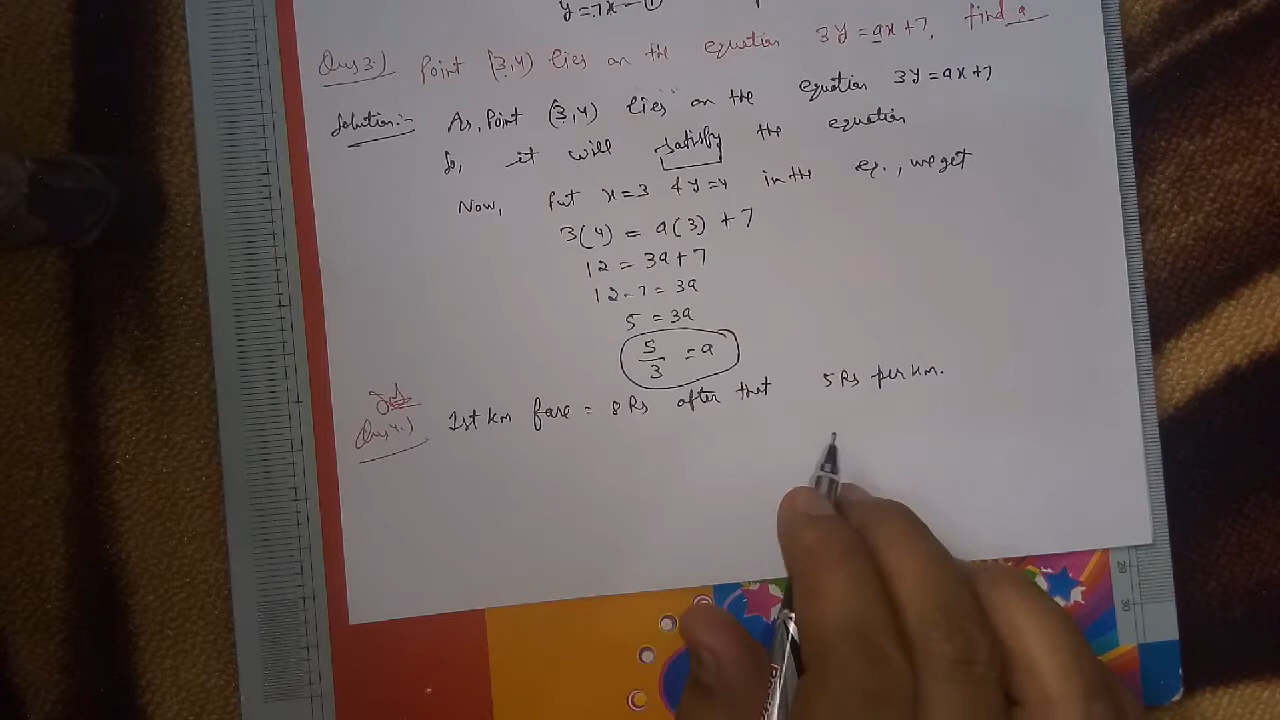 y = 7x — ①
Ques 3.) Point (3,4) lies on the equation 3y = ax+7, find a
Solution:- As, Point (3,4) lies on the equation 3y = ax+7
So, it will satisfy the equation
Now, Put x=3 & y=4 in the eq., we get
3(4) = a(3) + 7
12 = 3a + 7
12 - 7 = 3a
5 = 3a
5/3 = a
Ques 4.) 1st km fare = 8 Rs after that 5 Rs per km.
20
30